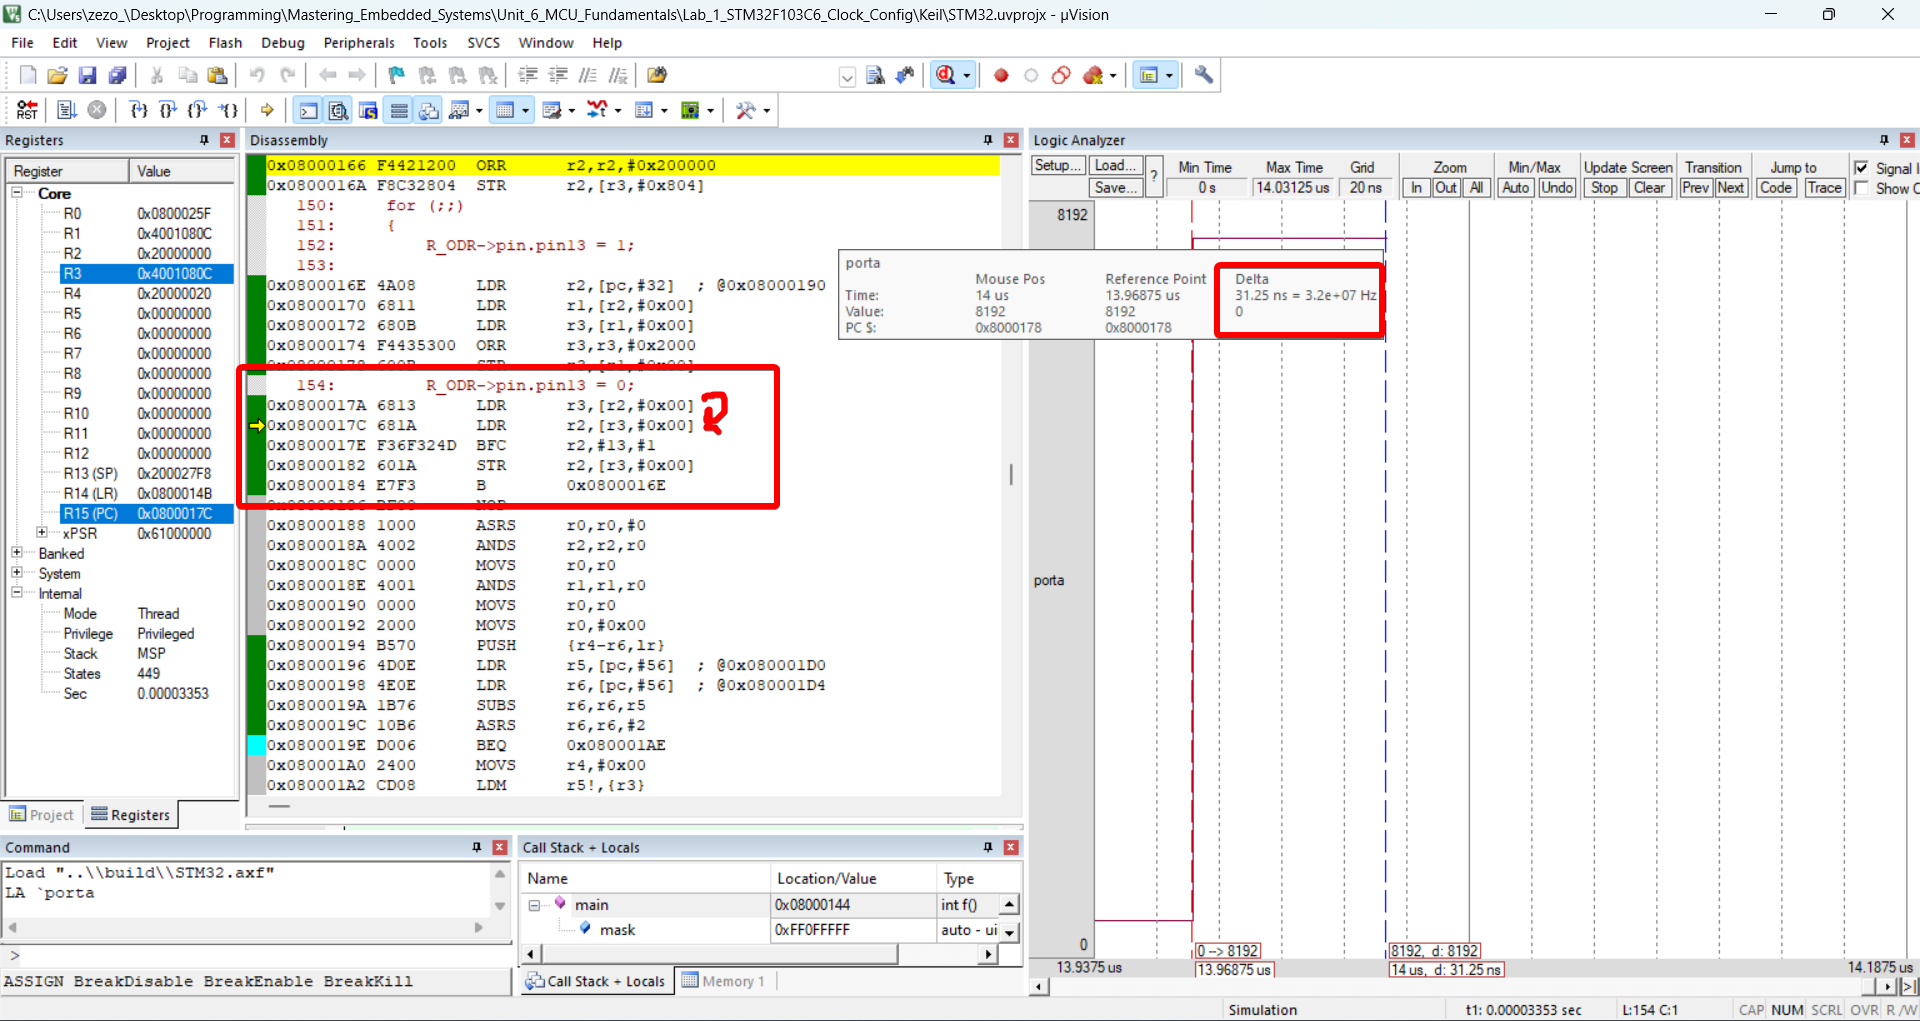 C:\Users\zezo_\Desktop\Programming\Mastering_Embedded_Systems\Unit_6_MCU_Fundamentals\Lab_1_STM32F103C6_Clock_Config\Keil\STM32.uvprojx - µVision
File Edit View Project Flash Debug Peripherals Tools SVCS Window Help
Registers
Register Value
Core
R0 0x0800025F
R1 0x4001080C
R2 0x20000000
R3 0x4001080C
R4 0x20000020
R5 0x00000000
R6 0x00000000
R7 0x00000000
R8 0x00000000
R9 0x00000000
R10 0x00000000
R11 0x00000000
R12 0x00000000
R13 (SP) 0x200027F8
R14 (LR) 0x0800014B
R15 (PC) 0x0800017C
xPSR 0x61000000
Banked
System
Internal
Mode Thread
Privilege Privileged
Stack MSP
States 449
Sec 0.00003353
Project Registers
Disassembly
0x08000166 F4421200 ORR r2,r2,#0x200000
0x0800016A F8C32804 STR r2,[r3,#0x804]
150: for (;;)
151: {
152: R_ODR->pin.pin13 = 1;
153:
0x0800016E 4A08 LDR r2,[pc,#32] ; @0x08000190
0x08000170 6811 LDR r1,[r2,#0x00]
0x08000172 680B LDR r3,[r1,#0x00]
0x08000174 F4435300 ORR r3,r3,#0x2000
154: R_ODR->pin.pin13 = 0;
0x0800017A 6813 LDR r3,[r2,#0x00]
0x0800017C 681A LDR r2,[r3,#0x00]
0x0800017E F36F324D BFC r2,#13,#1
0x08000182 601A STR r2,[r3,#0x00]
0x08000184 E7F3 B 0x0800016E
0x08000188 1000 ASRS r0,r0,#0
0x0800018A 4002 ANDS r2,r2,r0
0x0800018C 0000 MOVS r0,r0
0x0800018E 4001 ANDS r1,r1,r0
0x08000190 0000 MOVS r0,r0
0x08000192 2000 MOVS r0,#0x00
0x08000194 B570 PUSH {r4-r6,lr}
0x08000196 4D0E LDR r5,[pc,#56] ; @0x080001D0
0x08000198 4E0E LDR r6,[pc,#56] ; @0x080001D4
0x0800019A 1B76 SUBS r6,r6,r5
0x0800019C 10B6 ASRS r6,r6,#2
0x0800019E D006 BEQ 0x080001AE
0x080001A0 2400 MOVS r4,#0x00
0x080001A2 CD08 LDM r5!,{r3}
Logic Analyzer
Setup... Load... Min Time Max Time Grid Zoom Min/Max Update Screen Transition Jump to Signal
Save... ? 0 s 14.03125 us 20 ns In Out All Auto Undo Stop Clear Prev Next Code Trace Show
8192
porta
Mouse Pos Reference Point Delta
Time: 14 us 13.96875 us 31.25 ns = 3.2e+07 Hz
Value: 8192 8192 0
PC $: 0x8000178 0x8000178
porta
0
0 --> 8192
8192, d: 8192
13.9375 us
13.96875 us
14 us, d: 31.25 ns
14.1875 us
Command
Load "..\\build\\STM32.axf"
LA `porta
>
ASSIGN BreakDisable BreakEnable BreakKill
Call Stack + Locals
Name Location/Value Type
main 0x08000144 int f()
mask 0xFF0FFFFF auto - ui
Call Stack + Locals Memory 1
Simulation t1: 0.00003353 sec L:154 C:1 CAP NUM SCRL OVR R/W